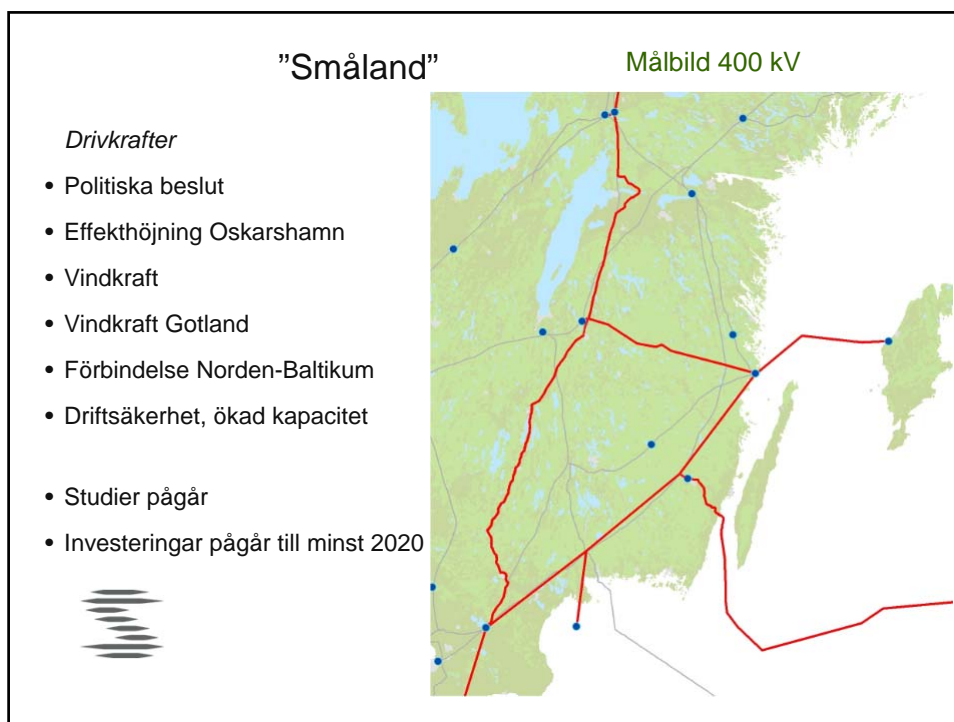 ”Småland”
Målbild 400 kV
Drivkrafter
• Politiska beslut
• Effekthöjning Oskarshamn
• Vindkraft
• Vindkraft Gotland
• Förbindelse Norden-Baltikum
• Driftsäkerhet, ökad kapacitet
• Studier pågår
• Investeringar pågår till minst 2020